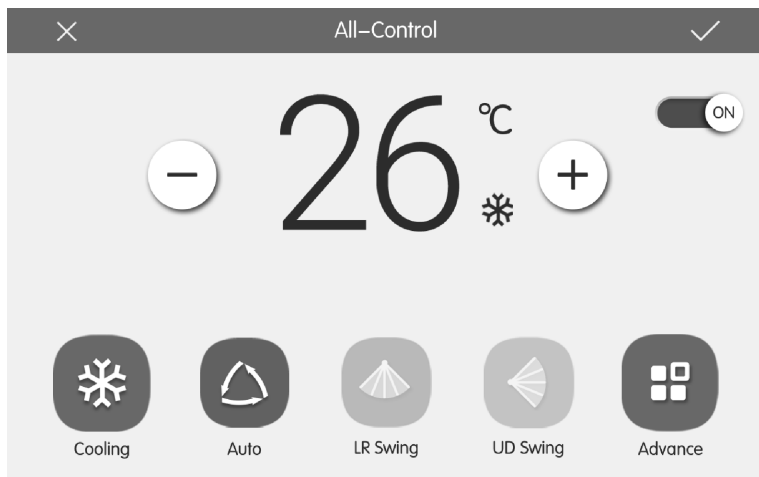 All-Control
26 °C
ON
Cooling
Auto
LR Swing
UD Swing
Advance